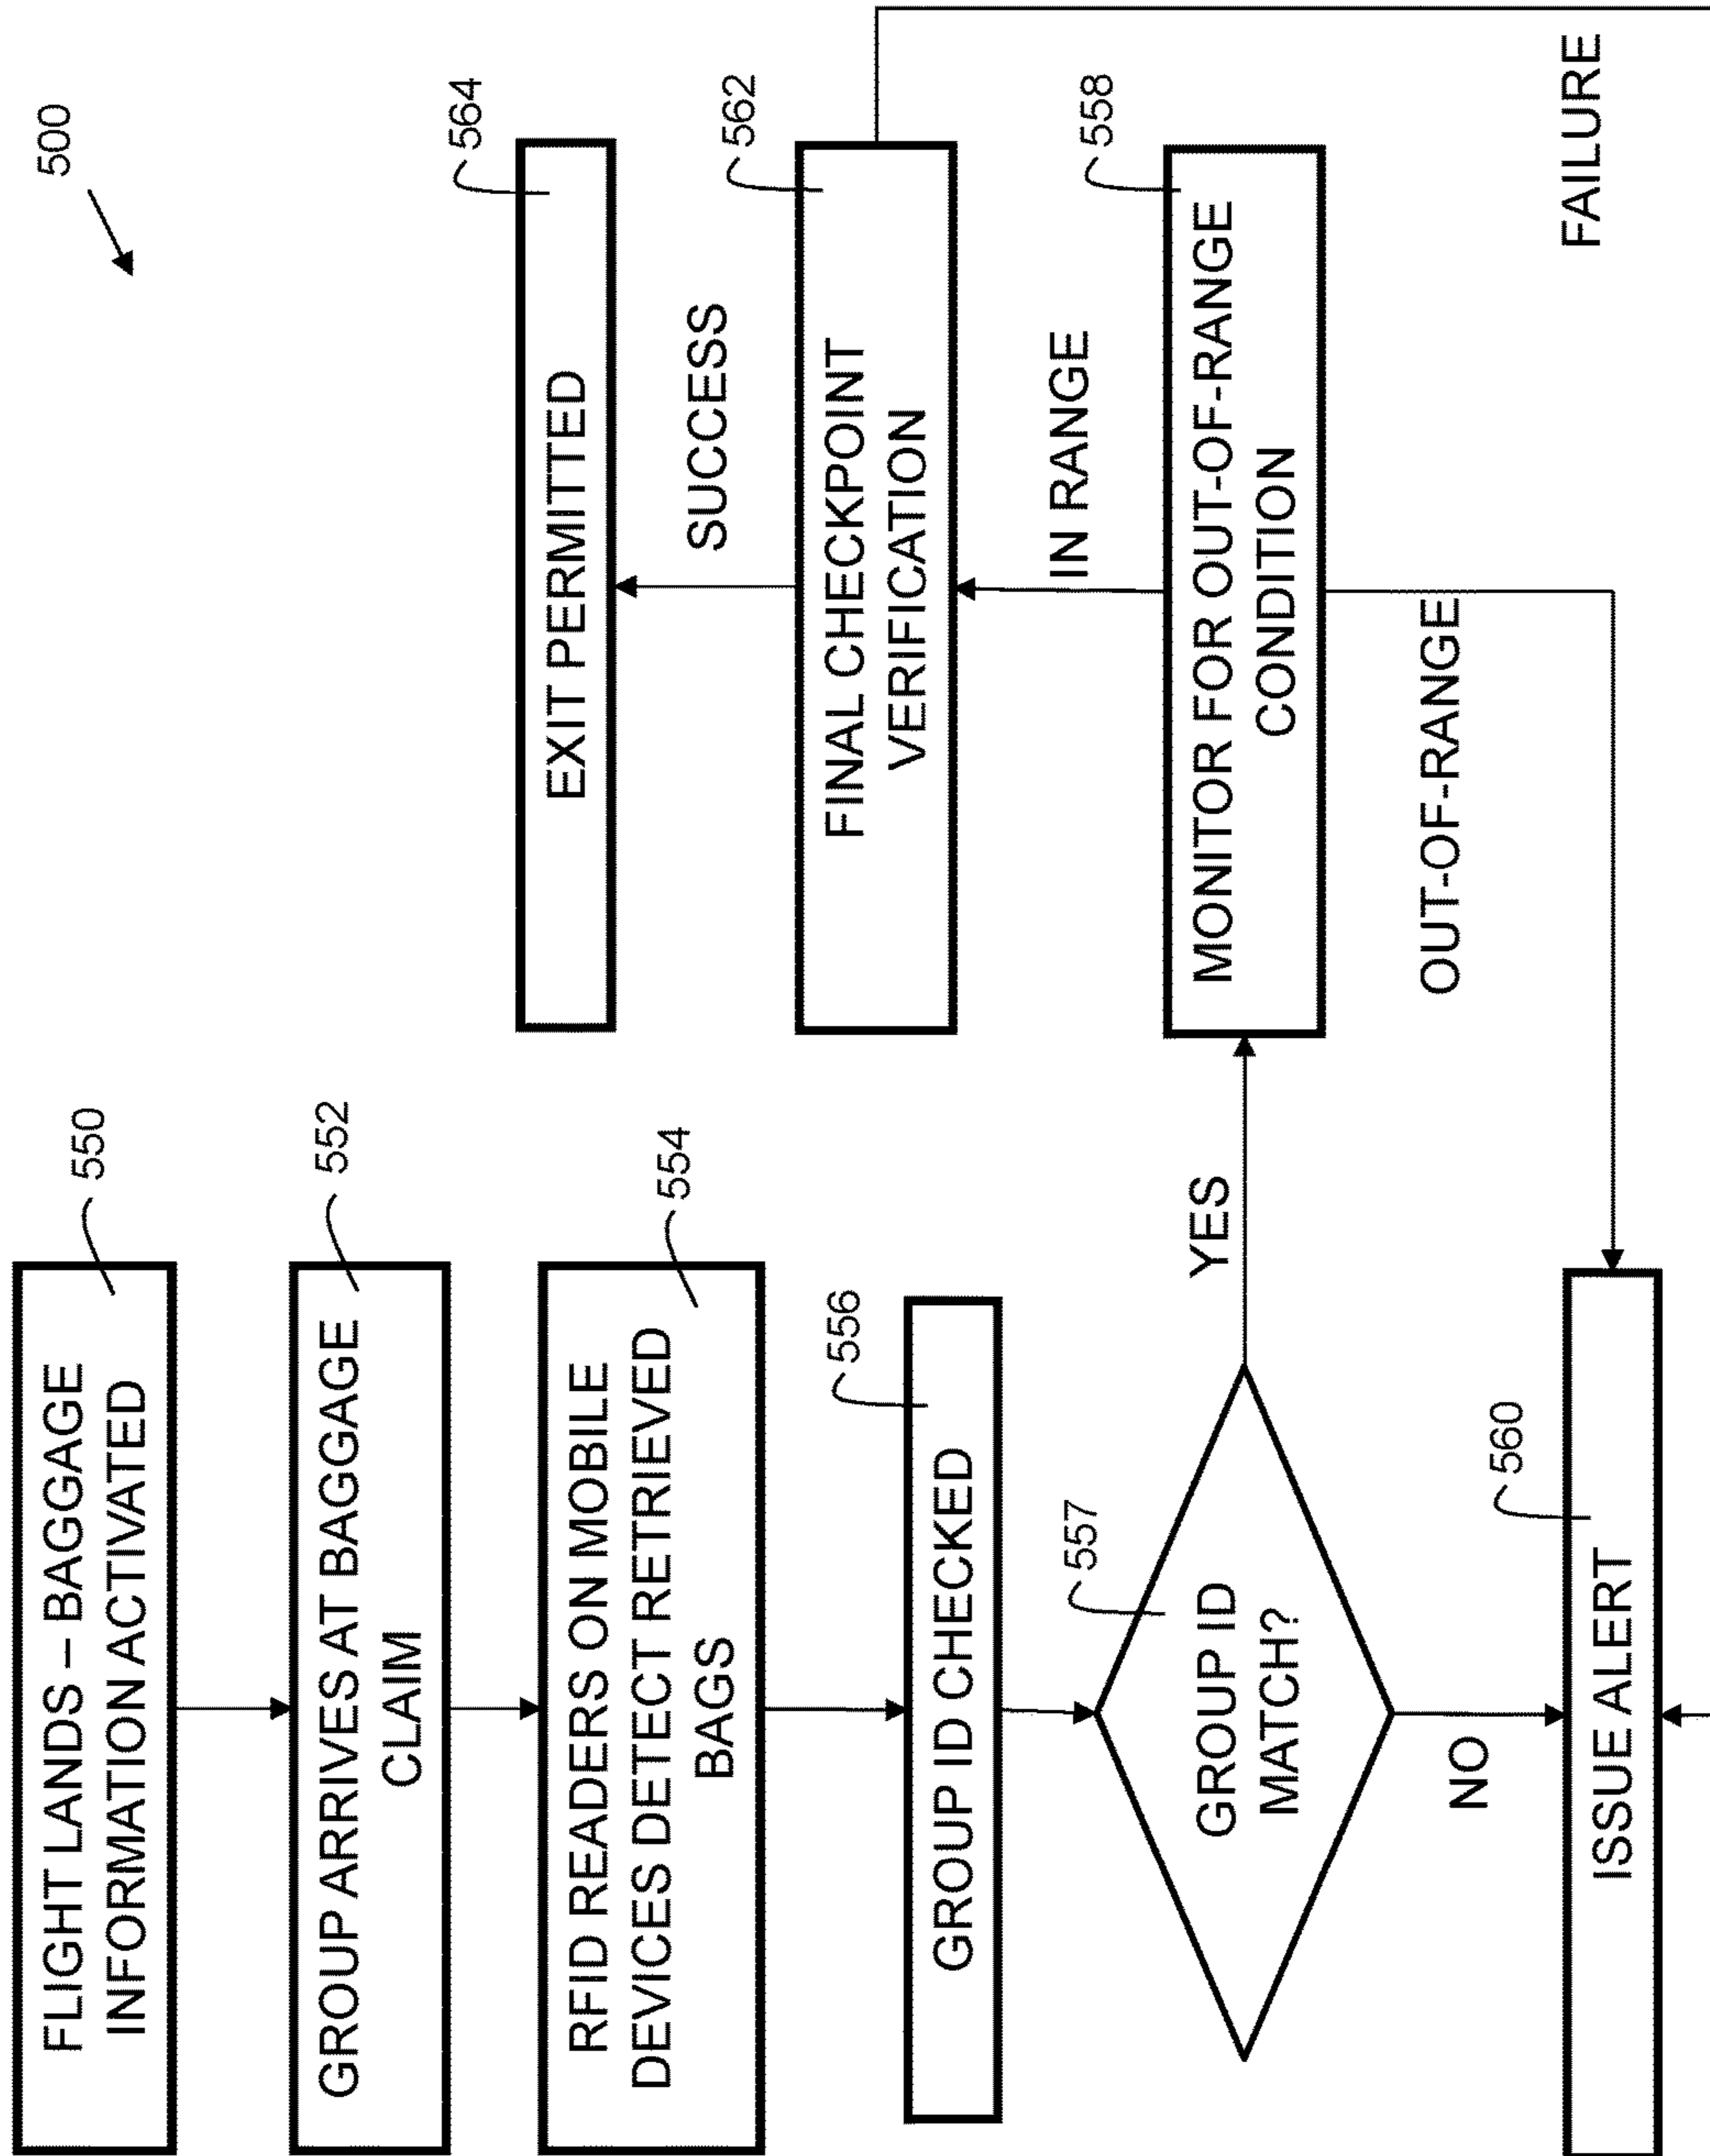 500
FLIGHT LANDS – BAGGAGE
INFORMATION ACTIVATED
550
GROUP ARRIVES AT BAGGAGE
CLAIM
552
RFID READERS ON MOBILE
DEVICES DETECT RETRIEVED
BAGS
554
GROUP ID CHECKED
556
GROUP ID
MATCH?
557
YES
NO
ISSUE ALERT
560
EXIT PERMITTED
564
SUCCESS
FINAL CHECKPOINT
VERIFICATION
562
IN RANGE
MONITOR FOR OUT-OF-RANGE
CONDITION
558
OUT-OF-RANGE
FAILURE